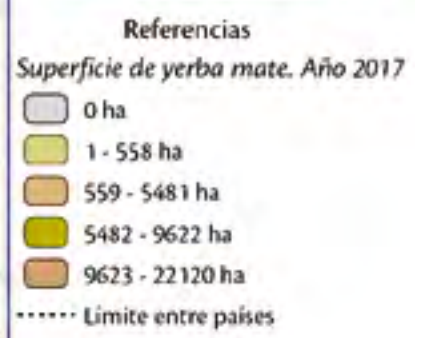 Referencias
Superficie de yerba mate. Año 2017
0 ha
1 - 558 ha
559 - 5481 ha
5482 - 9622 ha
9623 - 22120 ha
Límite entre países